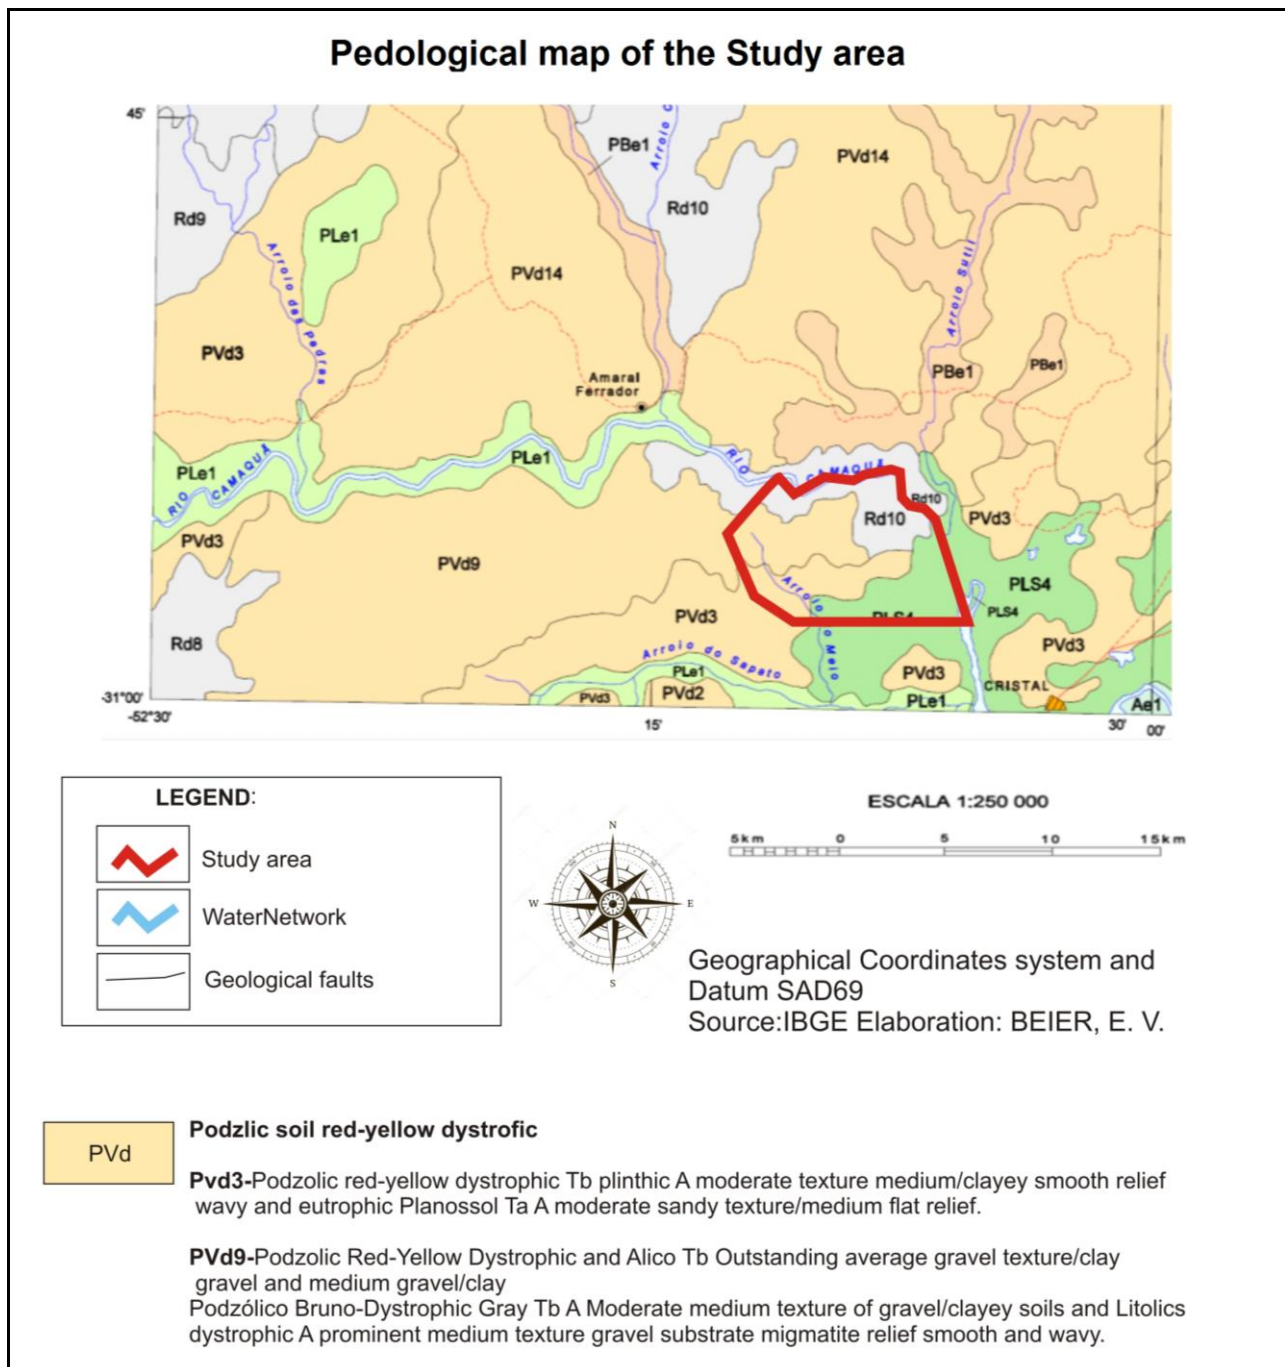 Pedological map of the Study area
45'
PBe1
Arroio C
PVd14
Rd9
Rd10
PLe1
Arroio das Pedras
PVd14
Arroio Sutil
PVd3
Amaral
Ferrador
PBe1
PBe1
PLe1
RIO CAMAQUÃ
PLe1
RIO CAMAQUÃ
Rd10
Rd10
PVd3
PVd3
PVd9
PLS4
PLS4
PLS4
Arroio do Meio
PVd3
PVd3
Rd8
Arroio do Sapato
PLe1
PVd3
CRISTAL
PVd3
PVd2
PLe1
Ae1
-31°00'
-52°30'
15'
30'
00'
LEGEND:
Study area
WaterNetwork
Geological faults
N
W
E
S
ESCALA 1:250 000
5km 0 5 10 15km
Geographical Coordinates system and
Datum SAD69
Source:IBGE Elaboration: BEIER, E. V.
PVd
Podzlic soil red-yellow dystrofic
Pvd3-Podzolic red-yellow dystrophic Tb plinthic A moderate texture medium/clayey smooth relief
wavy and eutrophic Planossol Ta A moderate sandy texture/medium flat relief.
PVd9-Podzolic Red-Yellow Dystrophic and Alico Tb Outstanding average gravel texture/clay
gravel and medium gravel/clay
Podzólico Bruno-Dystrophic Gray Tb A Moderate medium texture of gravel/clayey soils and Litolics
dystrophic A prominent medium texture gravel substrate migmatite relief smooth and wavy.